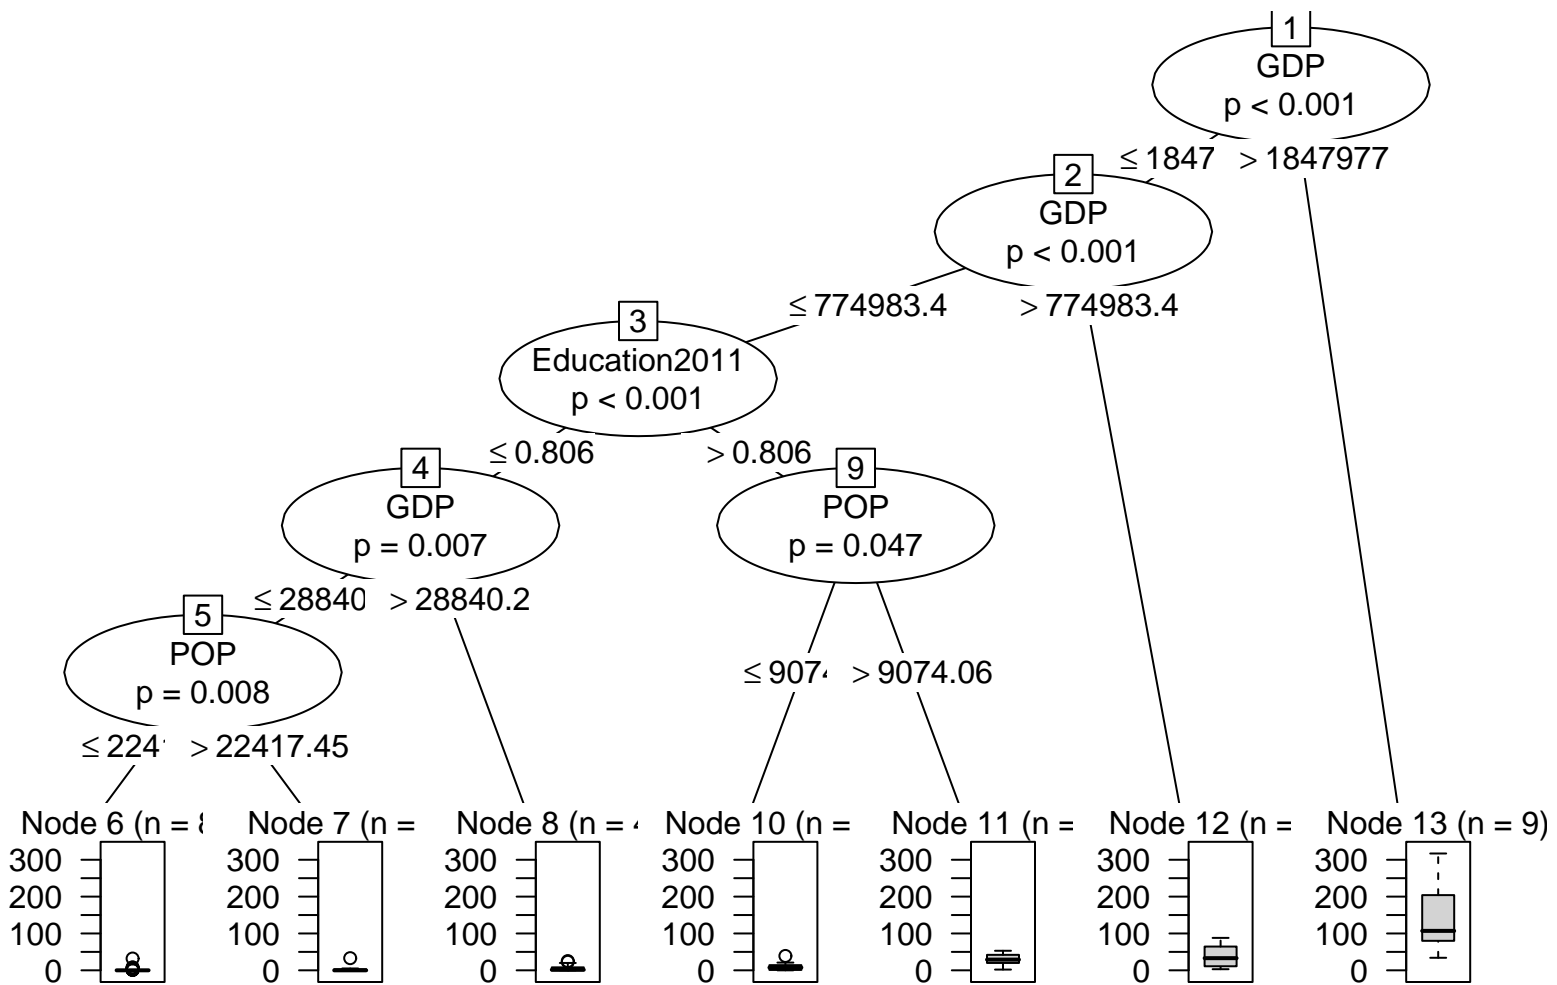 1
GDP
p < 0.001
≤ 1847 > 1847977
2
GDP
p < 0.001
≤ 774983.4 > 774983.4
3
Education2011
p < 0.001
≤ 0.806 > 0.806
4
GDP
p = 0.007
9
POP
p = 0.047
≤ 28840 > 28840.2
5
POP
p = 0.008
≤ 907 > 9074.06
≤ 224 > 22417.45
Node 6 (n = Node 7 (n = Node 8 (n = Node 10 (n = Node 11 (n = Node 12 (n = Node 13 (n = 9)
300 300 300 300 300 300 300
200 200 200 200 200 200 200
100 100 100 100 100 100 100
0 0 0 0 0 0 0